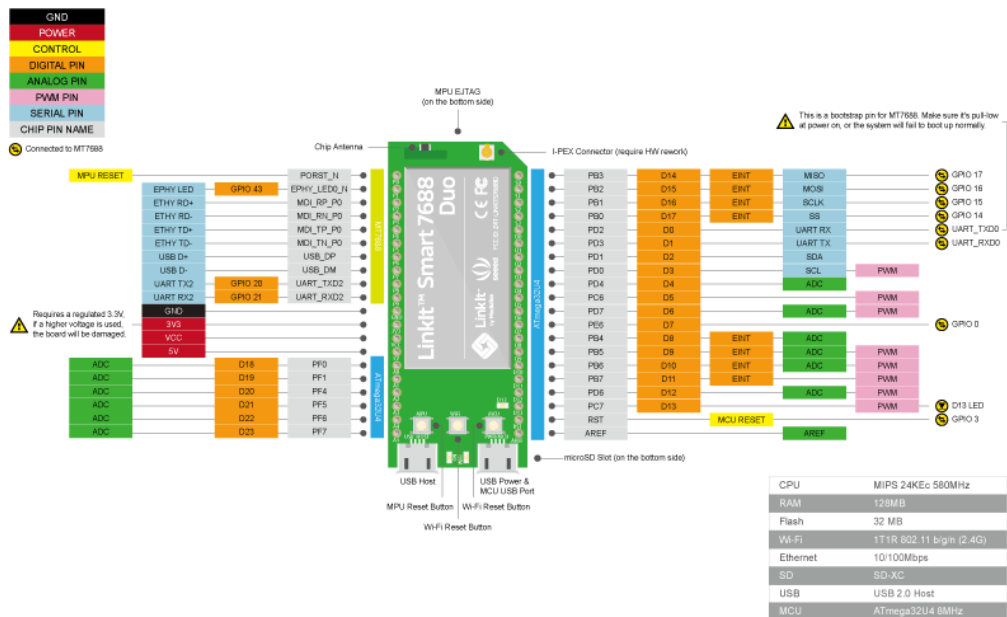 GND
POWER
CONTROL
DIGITAL PIN
ANALOG PIN
PWM PIN
SERIAL PIN
CHIP PIN NAME
Connected to MT7688
MPU EJTAG
(on the bottom side)
Chip Antenna
I-PEX Connector (require HW rework)
This is a bootstrap pin for MT7688. Make sure it's pull-low
at power on, or the system will fail to boot up normally.
MPU RESET PORST_N
EPHY LED GPIO 43 EPHY_LED0_N
ETHY RD+ MDI_RP_P0
ETHY RD- MDI_RN_P0
ETHY TD+ MDI_TP_P0
ETHY TD- MDI_TN_P0
USB D+ USB_DP
USB D- USB_DM
UART TX2 GPIO 20 UART_TXD2
UART RX2 GPIO 21 UART_RXD2
GND
3V3
VCC
5V
Requires a regulated 3.3V,
if a higher voltage is used,
the board will be damaged.
ADC D18 PF0
ADC D19 PF1
ADC D20 PF4
ADC D21 PF5
ADC D22 PF6
ADC D23 PF7
MT7688
ATmega32U4
LinkIt™ Smart 7688
Duo
LinkIt™
seeed
ATmega32U4
PB3 D14 EINT MISO GPIO 17
PB2 D15 EINT MOSI GPIO 16
PB1 D16 EINT SCLK GPIO 15
PB0 D17 EINT SS GPIO 14
PD2 D0 UART RX UART_TXD0
PD3 D1 UART TX UART_RXD0
PD1 D2 SDA
PD0 D3 SCL PWM
PD4 D4 ADC
PC6 D5 PWM
PD7 D6 ADC PWM
PE6 D7 GPIO 0
PB4 D8 EINT ADC
PB5 D9 EINT ADC PWM
PB6 D10 EINT ADC PWM
PB7 D11 EINT PWM
PD6 D12 ADC PWM
PC7 D13 PWM D13 LED
RST MCU RESET GPIO 3
AREF AREF
microSD Slot (on the bottom side)
USB Host
USB Power &
MCU USB Port
MPU Reset Button
Wi-Fi Reset Button
Wi-Fi Reset Button
CPU MIPS 24KEc 580MHz
RAM 128MB
Flash 32 MB
Wi-Fi 1T1R 802.11 b/g/n (2.4G)
Ethernet 10/100Mbps
SD SD-XC
USB USB 2.0 Host
MCU ATmega32U4 8MHz